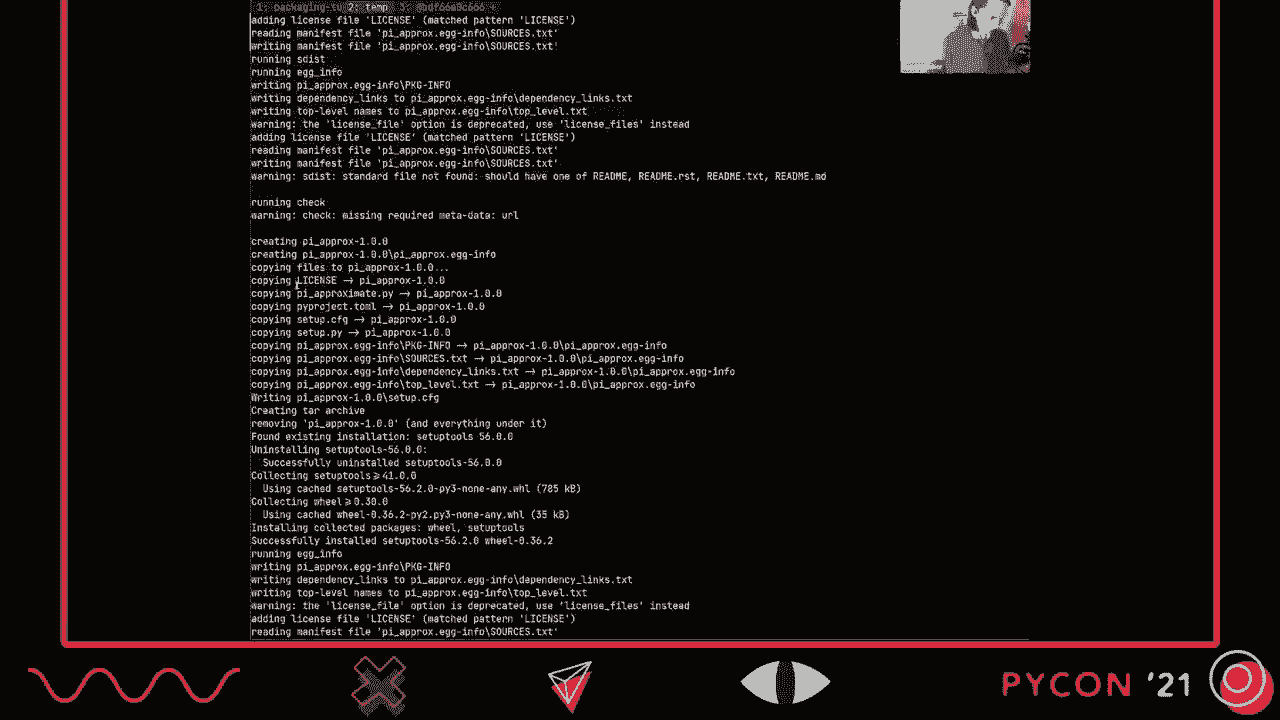 1: packaging-tu 2: temp 3:
adding license file 'LICENSE' (matched pattern 'LICENSE')
reading manifest file 'pi_approx.egg-info\SOURCES.txt'
writing manifest file 'pi_approx.egg-info\SOURCES.txt'
running sdist
running egg_info
writing pi_approx.egg-info\PKG-INFO
writing dependency_links to pi_approx.egg-info\dependency_links.txt
writing top-level names to pi_approx.egg-info\top_level.txt
warning: the 'license_file' option is deprecated, use 'license_files' instead
adding license file 'LICENSE' (matched pattern 'LICENSE')
reading manifest file 'pi_approx.egg-info\SOURCES.txt'
writing manifest file 'pi_approx.egg-info\SOURCES.txt'
warning: sdist: standard file not found: should have one of README, README.rst, README.txt, README.md
running check
warning: check: missing required meta-data: url
creating pi_approx-1.0.0
creating pi_approx-1.0.0\pi_approx.egg-info
copying files to pi_approx-1.0.0...
copying LICENSE → pi_approx-1.0.0
copying pi_approximate.py → pi_approx-1.0.0
copying pyproject.toml → pi_approx-1.0.0
copying setup.cfg → pi_approx-1.0.0
copying setup.py → pi_approx-1.0.0
copying pi_approx.egg-info\PKG-INFO → pi_approx-1.0.0\pi_approx.egg-info
copying pi_approx.egg-info\SOURCES.txt → pi_approx-1.0.0\pi_approx.egg-info
copying pi_approx.egg-info\dependency_links.txt → pi_approx-1.0.0\pi_approx.egg-info
copying pi_approx.egg-info\top_level.txt → pi_approx-1.0.0\pi_approx.egg-info
Writing pi_approx-1.0.0\setup.cfg
Creating tar archive
removing 'pi_approx-1.0.0' (and everything under it)
Found existing installation: setuptools 56.0.0
Uninstalling setuptools-56.0.0:
Successfully uninstalled setuptools-56.0.0
Collecting setuptools≥41.0.0
Using cached setuptools-56.2.0-py3-none-any.whl (785 kB)
Collecting wheel≥0.30.0
Using cached wheel-0.36.2-py2.py3-none-any.whl (35 kB)
Installing collected packages: wheel, setuptools
Successfully installed setuptools-56.2.0 wheel-0.36.2
running egg_info
writing pi_approx.egg-info\PKG-INFO
writing dependency_links to pi_approx.egg-info\dependency_links.txt
writing top-level names to pi_approx.egg-info\top_level.txt
warning: the 'license_file' option is deprecated, use 'license_files' instead
adding license file 'LICENSE' (matched pattern 'LICENSE')
reading manifest file 'pi_approx.egg-info\SOURCES.txt'
PYCON '21